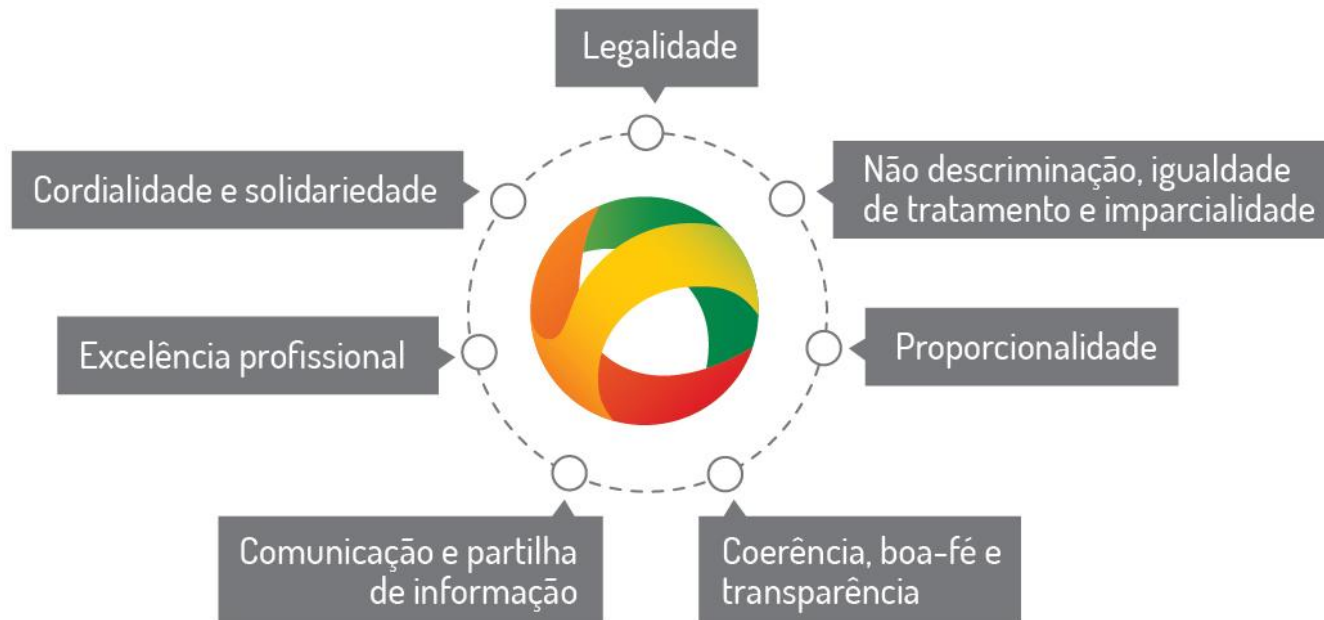 Legalidade
Não descriminação, igualdade
de tratamento e imparcialidade
Proporcionalidade
Coerência, boa-fé e
transparência
Comunicação e partilha
de informação
Excelência profissional
Cordialidade e solidariedade